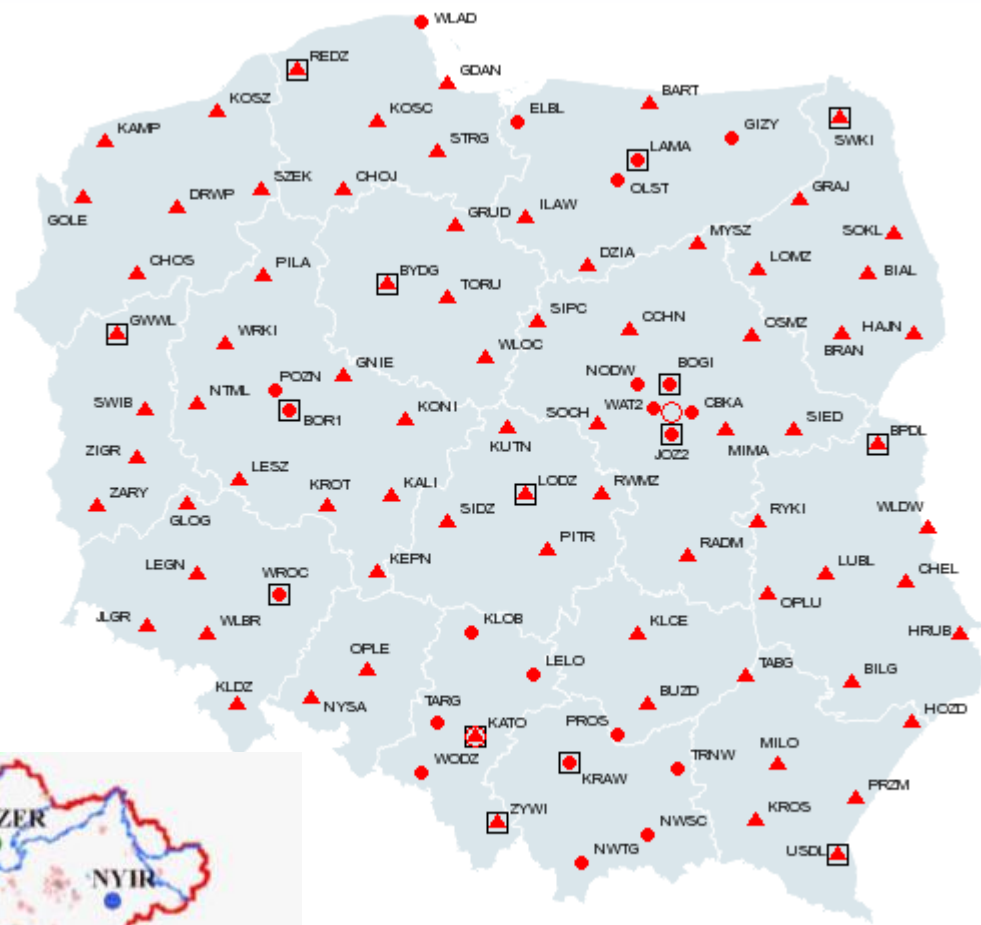 WLAD
REDZ
GDAN
KOSZ
BART
KOSC
ELBL
GIZY
KAMP
SWKI
STRG
LAMA
SZEK
CHOJ
OLST
GRAJ
GOLE
DRWP
GRUD
ILAW
SOKL
MYSZ
CHOS
PILA
BYDG
DZIA
LOMZ
BIAL
TORU
GWWL
SIPC
CCHN
OSMZ
HAJN
WRKI
BRAN
WLOC
BOGI
GNIE
NODW
POZN
NTML
SWIB
BOR1
KONI
SOCH
WAT2
CBKA
SIED
BPDL
KUTN
JOZ2
MIMA
ZIGR
LESZ
LODZ
RWMZ
ZARY
KROT
KALI
GLOG
SIDZ
RYKI
WLDW
PITR
RADM
LEGN
WROC
KEPN
LUBL
CHEL
OPLU
JLGR
WLBR
KLOB
KLCE
HRUB
OPLE
LELO
TABG
BILG
KLDZ
NYSA
TARG
BUZD
HOZD
KATO
PROS
WODZ
KRAW
TRNW
MILO
PRZM
ZYWI
KROS
NWSC
NWTG
USDL
ZER
NYIR